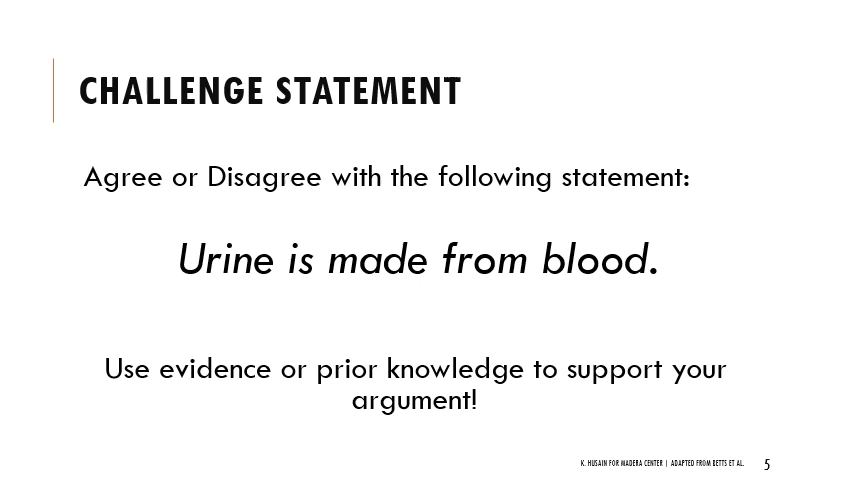 CHALLENGE STATEMENT
Agree or Disagree with the following statement:
Urine is made from blood.
Use evidence or prior knowledge to support your
argument!
K. HUSAIN FOR MADERA CENTER | ADAPTED FROM BETTS ET AL.
5